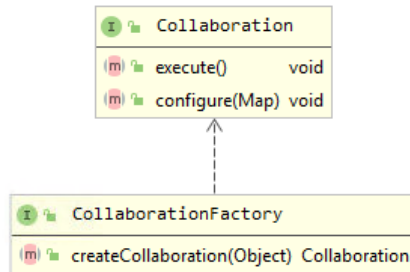 I Collaboration
m execute() void
m configure(Map) void
I CollaborationFactory
m createCollaboration(Object) Collaboration